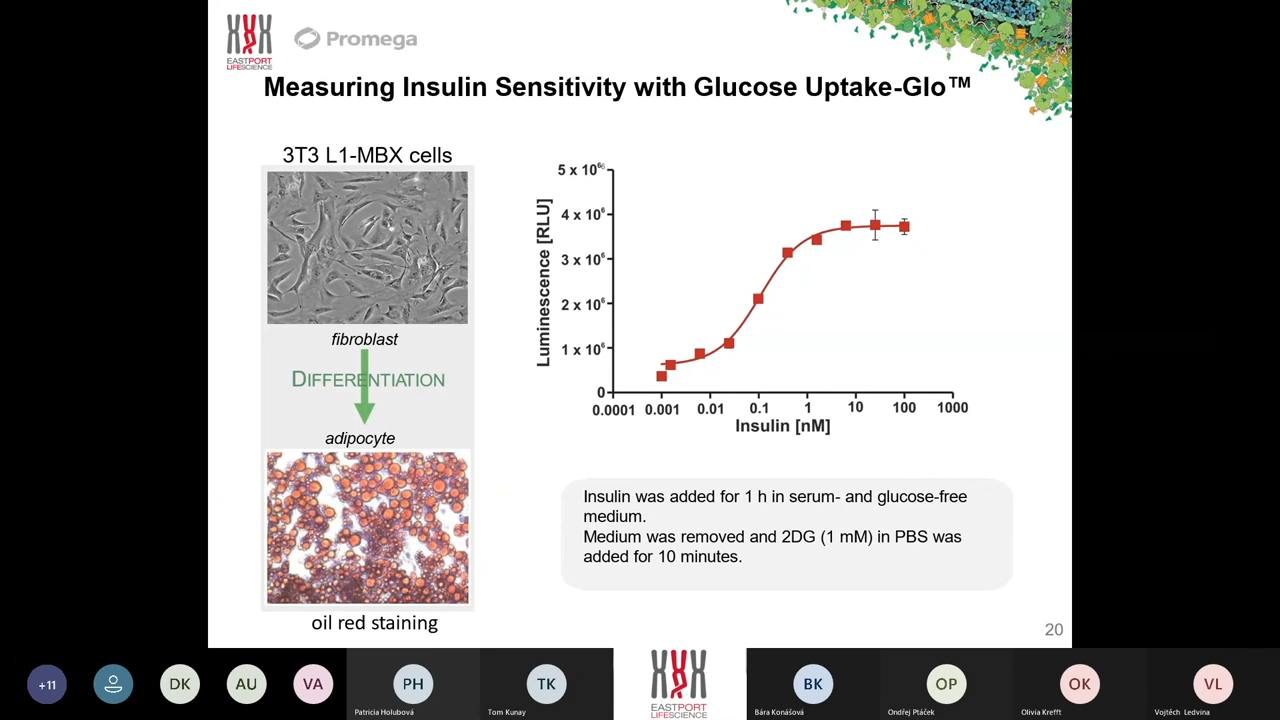 EASTPORT
LIFESCIENCE
Promega
Measuring Insulin Sensitivity with Glucose Uptake-Glo™
3T3 L1-MBX cells
fibroblast
DIFFERENTIATION
adipocyte
oil red staining
Luminescence [RLU]
5 x 10⁶
4 x 10⁶
3 x 10⁶
2 x 10⁶
1 x 10⁶
0
0.0001 0.001 0.01 0.1 1 10 100 1000
Insulin [nM]
Insulin was added for 1 h in serum- and glucose-free
medium.
Medium was removed and 2DG (1 mM) in PBS was
added for 10 minutes.
20
+11
DK
AU
VA
PH
Patricia Holubová
TK
Tom Kunay
EASTPORT
LIFESCIENCE
BK
Bára Konášová
OP
Ondřej Ptáček
OK
Olivia Krefft
VL
Vojtěch Ledvina